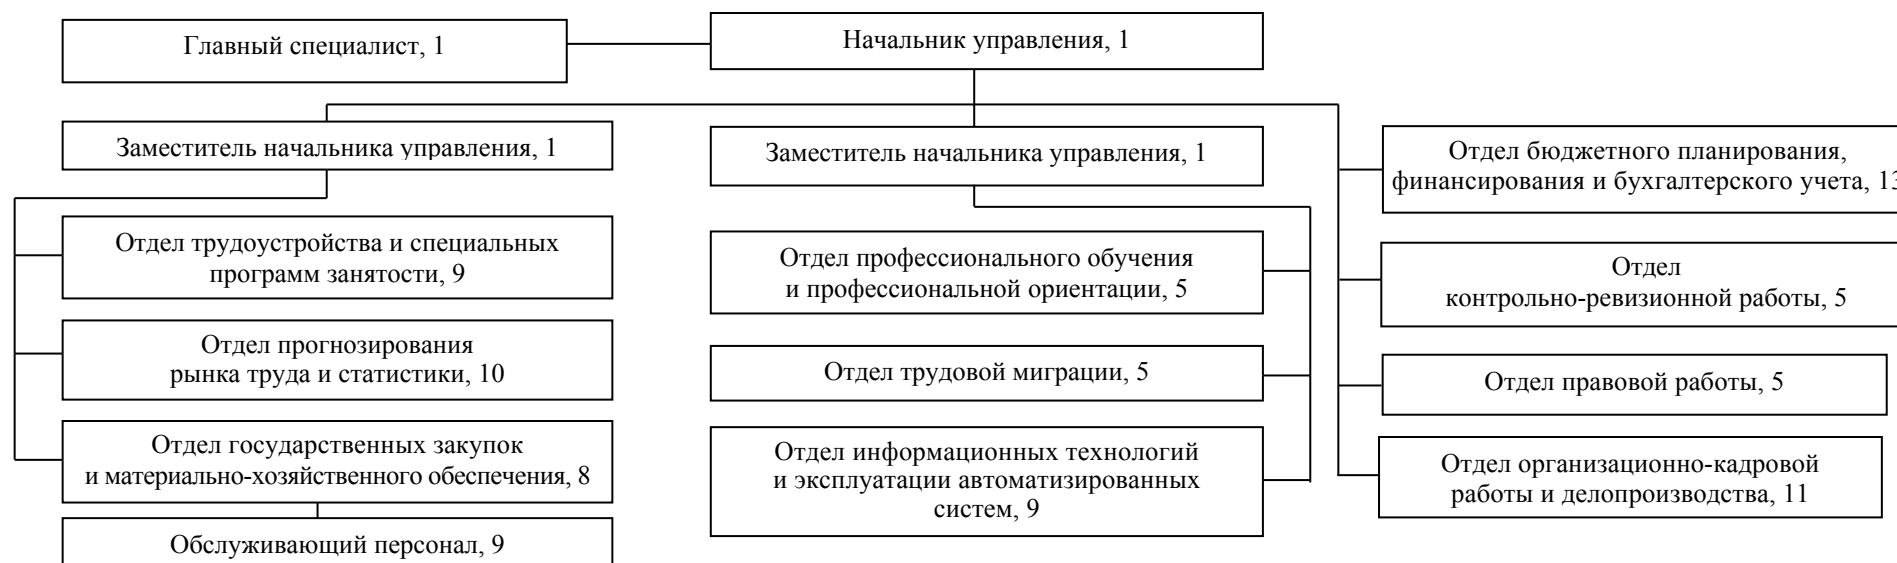 Главный специалист, 1
Начальник управления, 1
Заместитель начальника управления, 1
Заместитель начальника управления, 1
Отдел бюджетного планирования,
финансирования и бухгалтерского учета, 13
Отдел трудоустройства и специальных
программ занятости, 9
Отдел профессионального обучения
и профессиональной ориентации, 5
Отдел
контрольно-ревизионной работы, 5
Отдел прогнозирования
рынка труда и статистики, 10
Отдел трудовой миграции, 5
Отдел правовой работы, 5
Отдел государственных закупок
и материально-хозяйственного обеспечения, 8
Отдел информационных технологий
и эксплуатации автоматизированных
систем, 9
Отдел организационно-кадровой
работы и делопроизводства, 11
Обслуживающий персонал, 9